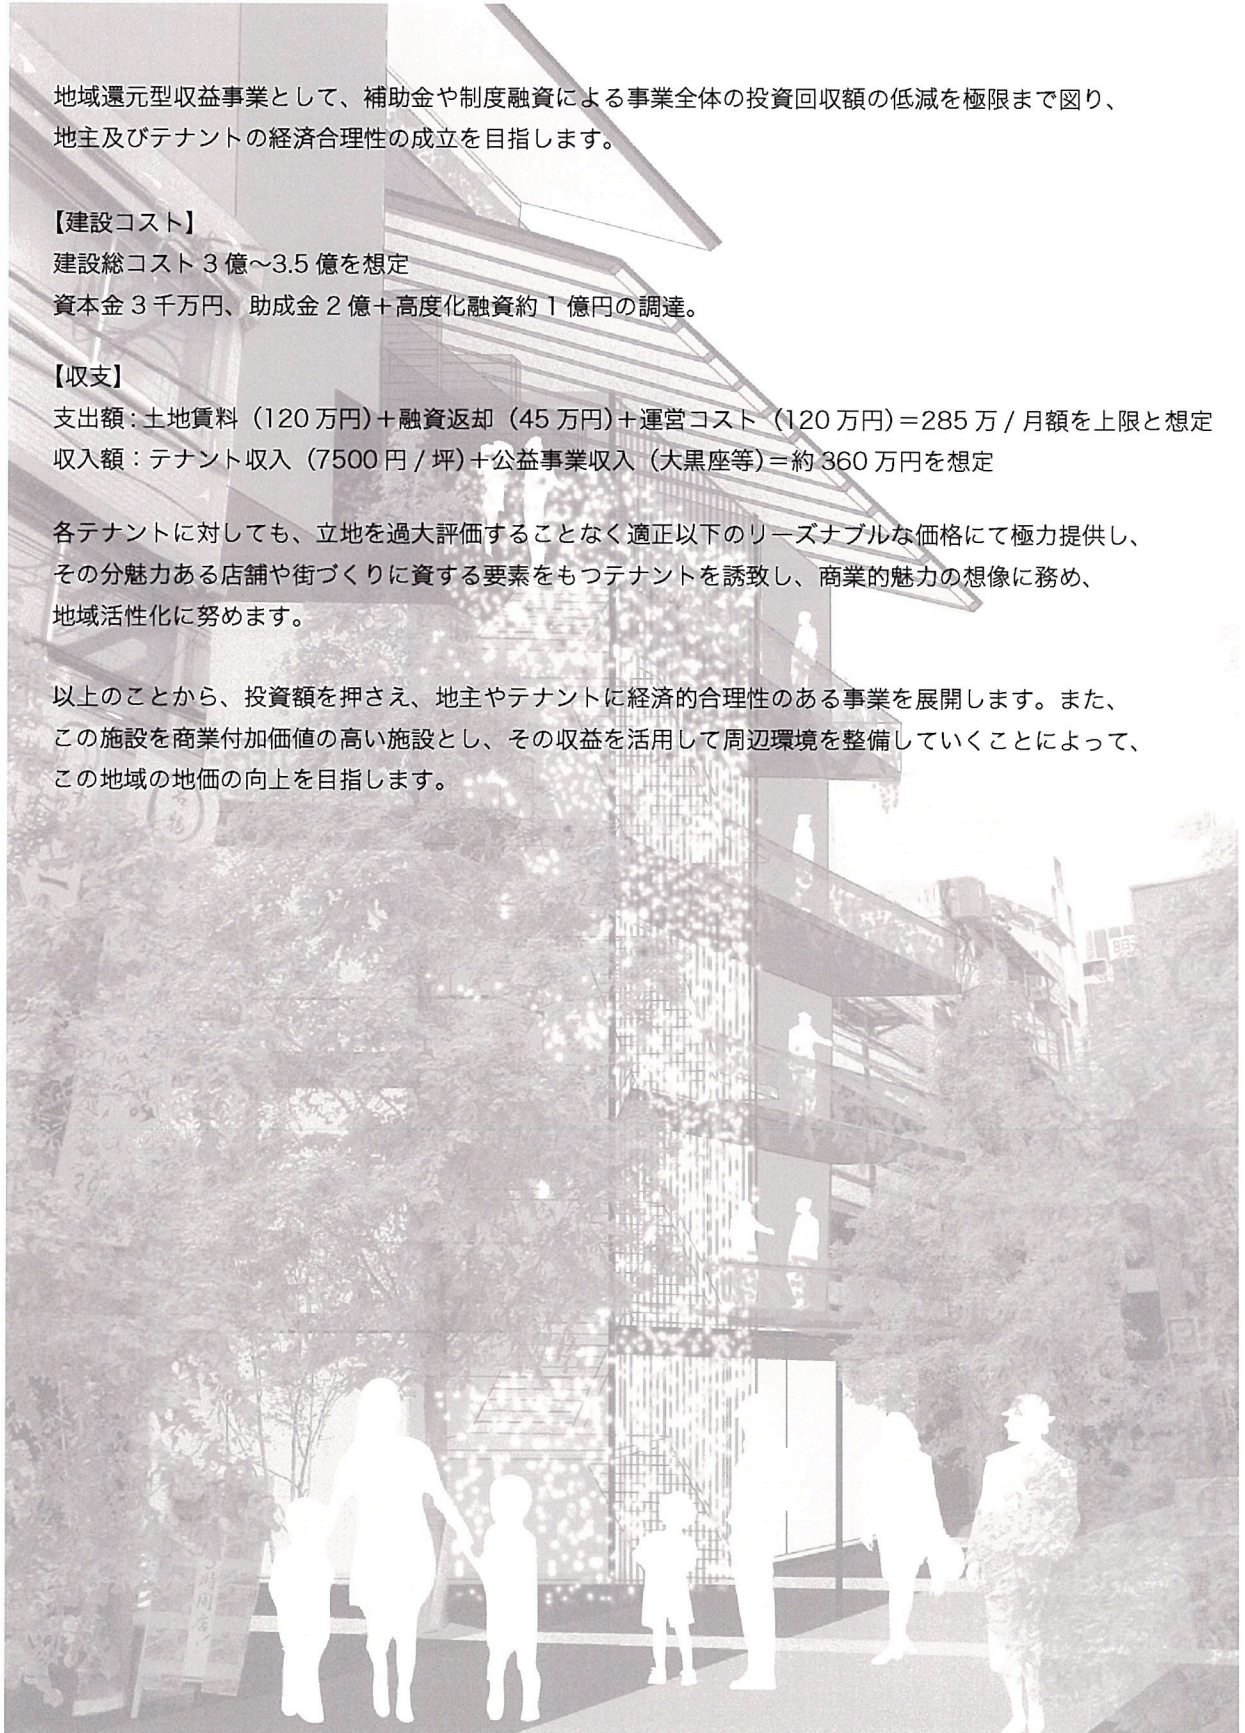 地域還元型収益事業として、補助金や制度融資による事業全体の投資回収額の低減を極限まで図り、
地主及びテナントの経済合理性の成立を目指します。
【建設コスト】
建設総コスト 3 億～3.5 億を想定
資本金 3 千万円、助成金 2 億＋高度化融資約 1 億円の調達。
【収支】
支出額：土地賃料（120 万円）＋融資返却（45 万円）＋運営コスト（120 万円）＝285 万 / 月額を上限と想定
収入額：テナント収入（7500 円 / 坪）＋公益事業収入（大黒座等）＝約 360 万円を想定
各テナントに対しても、立地を過大評価することなく適正以下のリーズナブルな価格にて極力提供し、
その分魅力ある店舗や街づくりに資する要素をもつテナントを誘致し、商業的魅力の想像に務め、
地域活性化に努めます。
以上のことから、投資額を押さえ、地主やテナントに経済的合理性のある事業を展開します。また、
この施設を商業付加価値の高い施設とし、その収益を活用して周辺環境を整備していくことによって、
この地域の地価の向上を目指します。